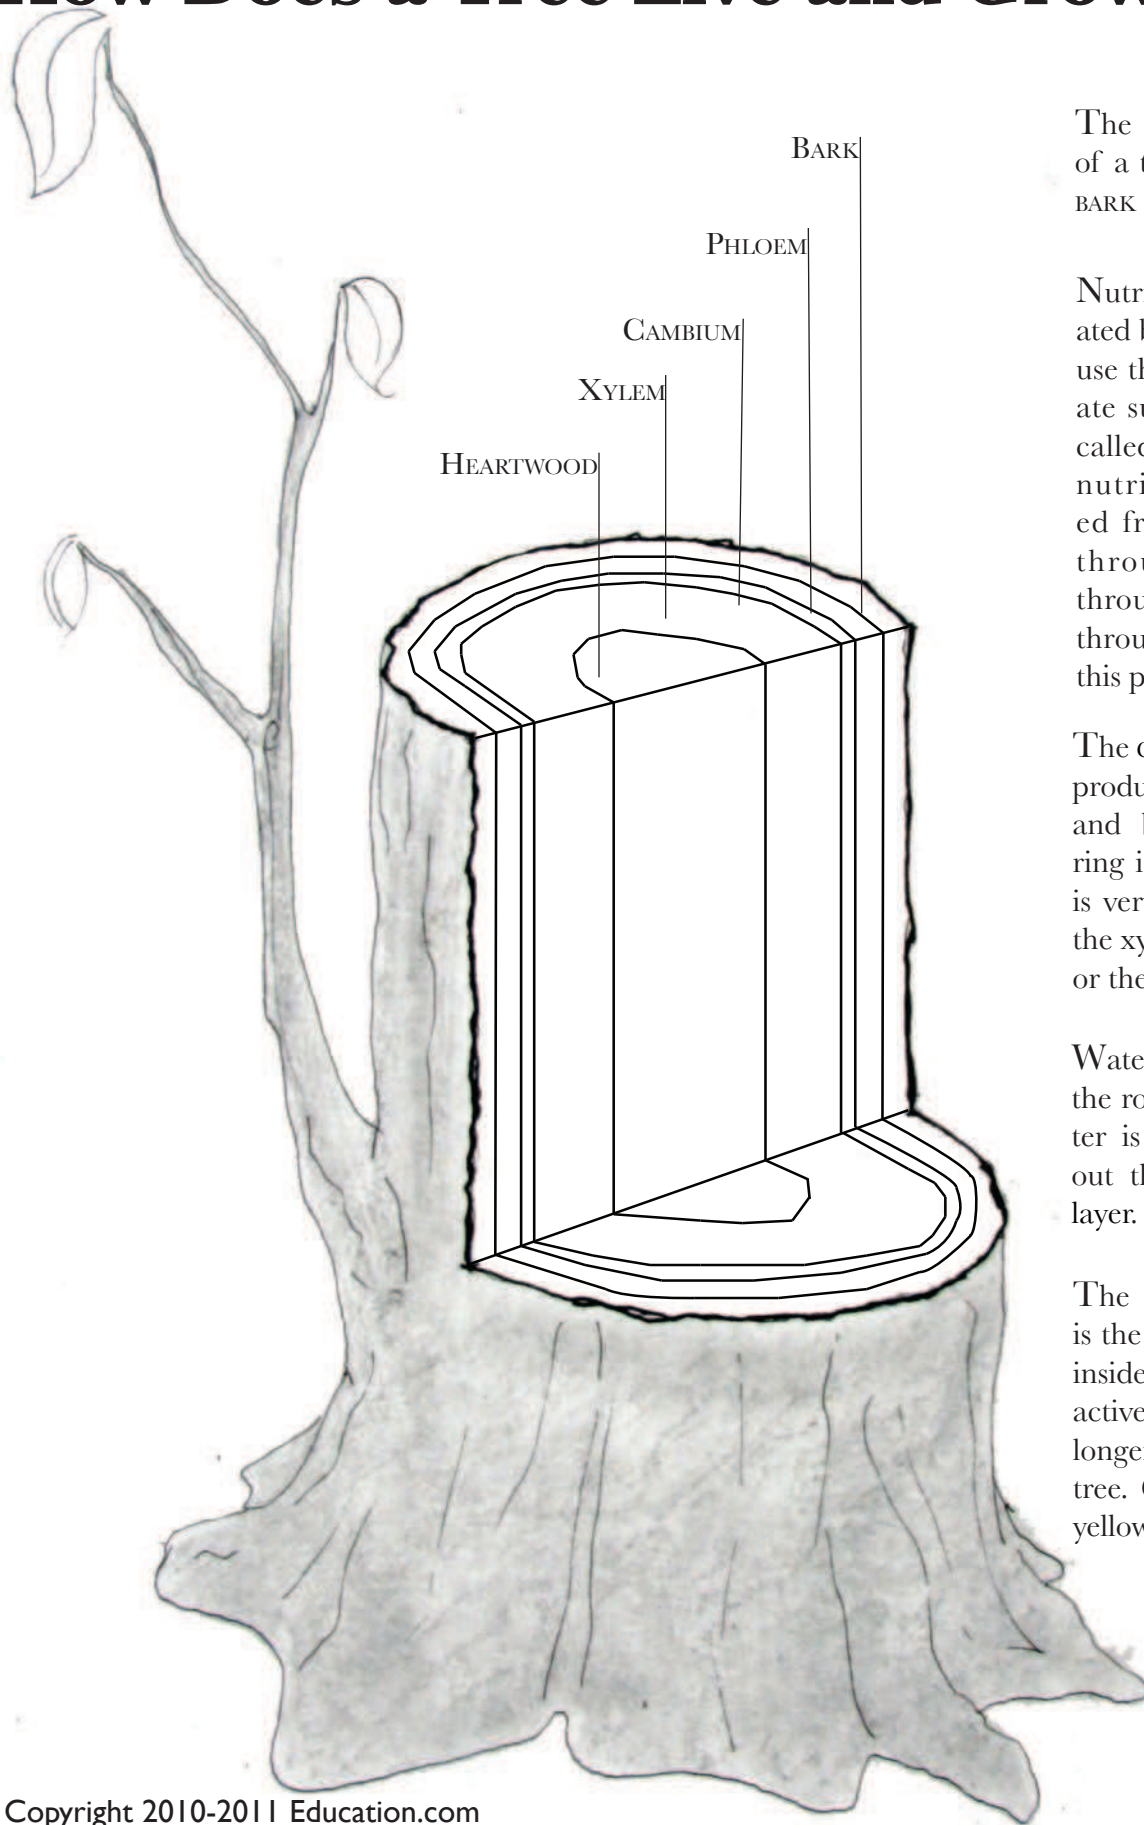 How Does a Tree Live and Grow
BARK
PHLOEM
CAMBIUM
XYLEM
HEARTWOOD
The
of a t
BARK
Nutri
ated b
use th
ate su
called
nutri
ed fr
throu
throu
throu
this p
The c
produ
and b
ring i
is ver
the xy
or the
Wate
the ro
ter is
out th
layer.
The
is the
inside
active
longer
tree. C
yellow
Copyright 2010-2011 Education.com